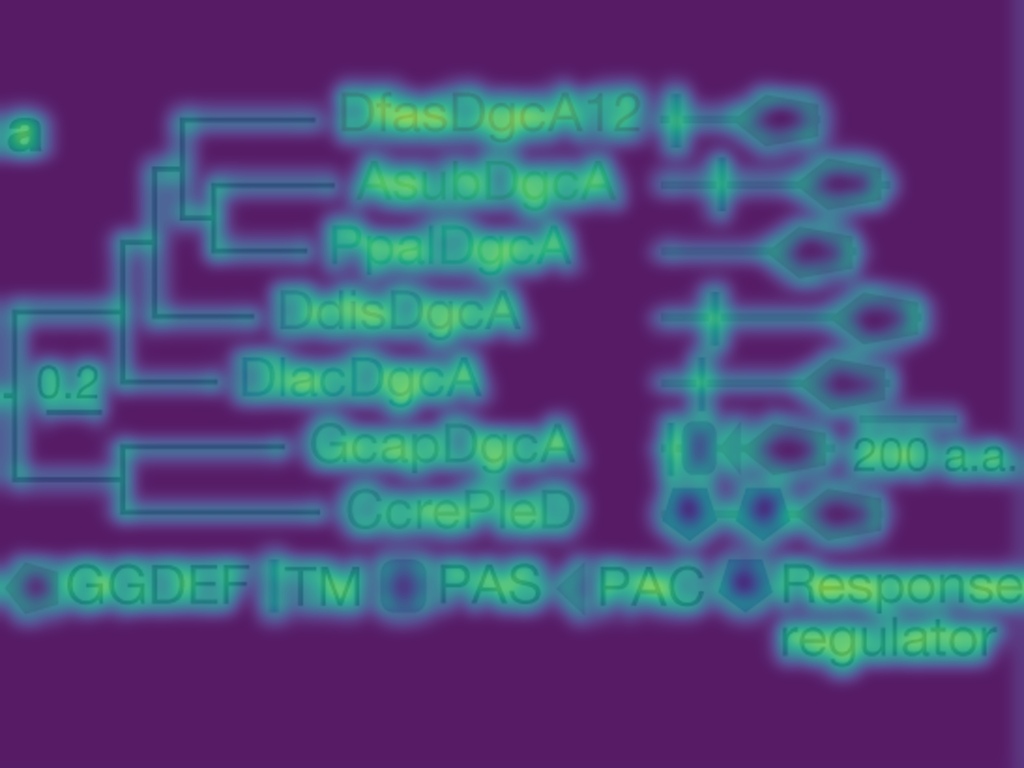 a
DfasDgcA12
AsubDgcA
PpalDgcA
DdisDgcA
DlacDgcA
0.2
GcapDgcA
200 a.a.
CcrePleD
GGDEF TM PAS PAC Response
regulator